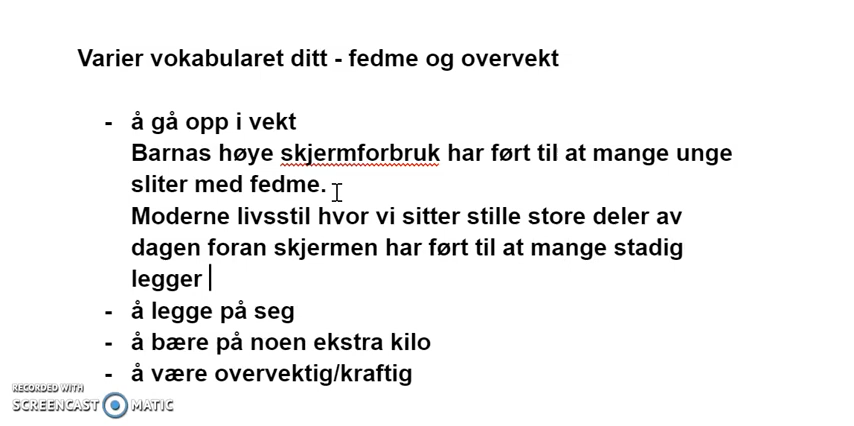 Varier vokabularet ditt - fedme og overvekt
- å gå opp i vekt
Barnas høye skjermforbruk har ført til at mange unge
sliter med fedme.
Moderne livsstil hvor vi sitter stille store deler av
dagen foran skjermen har ført til at mange stadig
legger
- å legge på seg
- å bære på noen ekstra kilo
- å være overvektig/kraftig
RECORDED WITH
SCREENCAST MATIC